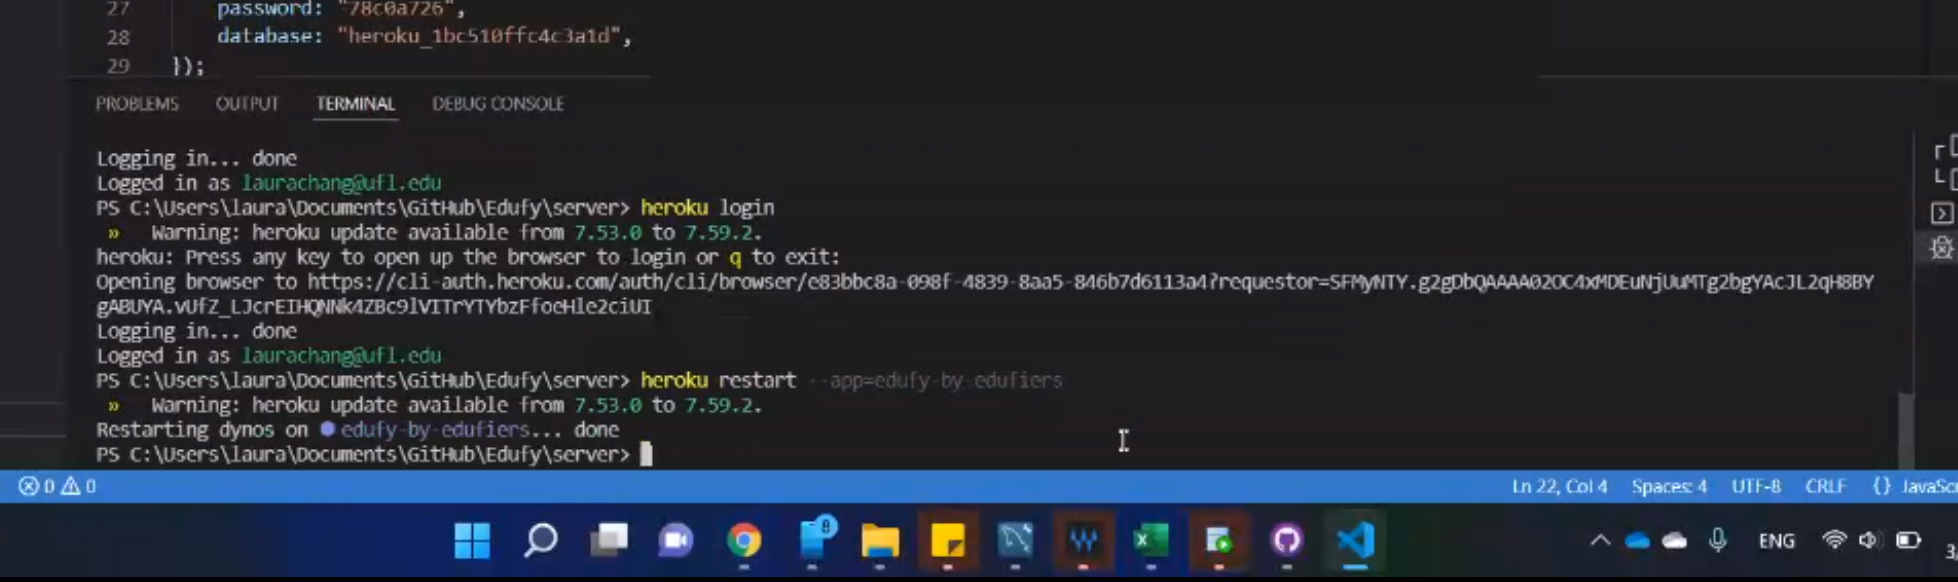 27 password: "78c0a726",
28 database: "heroku_1bc510ffc4c3a1d",
29 });
PROBLEMS OUTPUT TERMINAL DEBUG CONSOLE
Logging in... done
Logged in as laurachang@ufl.edu
PS C:\Users\laura\Documents\GitHub\Edufy\server> heroku login
» Warning: heroku update available from 7.53.0 to 7.59.2.
heroku: Press any key to open up the browser to login or q to exit:
Opening browser to https://cli-auth.heroku.com/auth/cli/browser/e83bbc8a-098f-4839-8aa5-846b7d6113a4?requestor=SFMyNTY.g2gDbQAAAA02OC4xMDEuNjUuMTg2bgYAcJL2qH8BY
gABUYA.vUfZ_LJcrEIHQNNk4ZBc9lVITrYTYbzFfoeHle2ciUI
Logging in... done
Logged in as laurachang@ufl.edu
PS C:\Users\laura\Documents\GitHub\Edufy\server> heroku restart --app=edufy-by-edufiers
» Warning: heroku update available from 7.53.0 to 7.59.2.
Restarting dynos on edufy-by-edufiers... done
PS C:\Users\laura\Documents\GitHub\Edufy\server>
0 0 Ln 22, Col 4 Spaces: 4 UTF-8 CRLF {} JavaSc
8 ENG